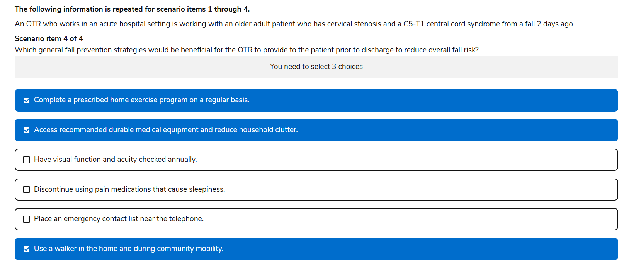 The following information is repeated for scenario items 1 through 4.
An OTR who works in an acute hospital setting is working with an older adult patient who has cervical stenosis and a C5-T1 central cord syndrome from a fall 2 days ago.
Scenario item 4 of 4
Which general fall prevention strategies would be beneficial for the OTR to provide to the patient prior to discharge to reduce overall fall risk?
You need to select 3 choices
Complete a prescribed home exercise program on a regular basis.
Access recommended durable medical equipment and reduce household clutter.
Have visual function and acuity checked annually.
Discontinue using pain medications that cause sleepiness.
Place an emergency contact list near the telephone.
Use a walker in the home and during community mobility.